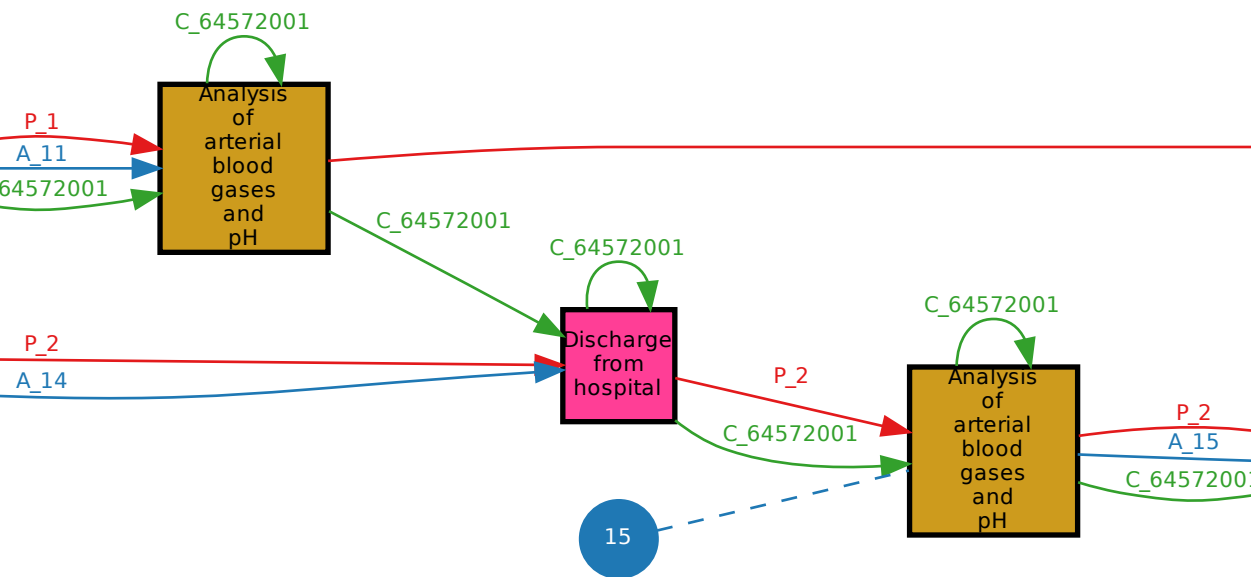 C_64572001
P_1
A_11
64572001
Analysis
of
arterial
blood
gases
and
pH
C_64572001
C_64572001
P_2
A_14
Discharge
from
hospital
P_2
C_64572001
C_64572001
Analysis
of
arterial
blood
gases
and
pH
P_2
A_15
C_64572001
15